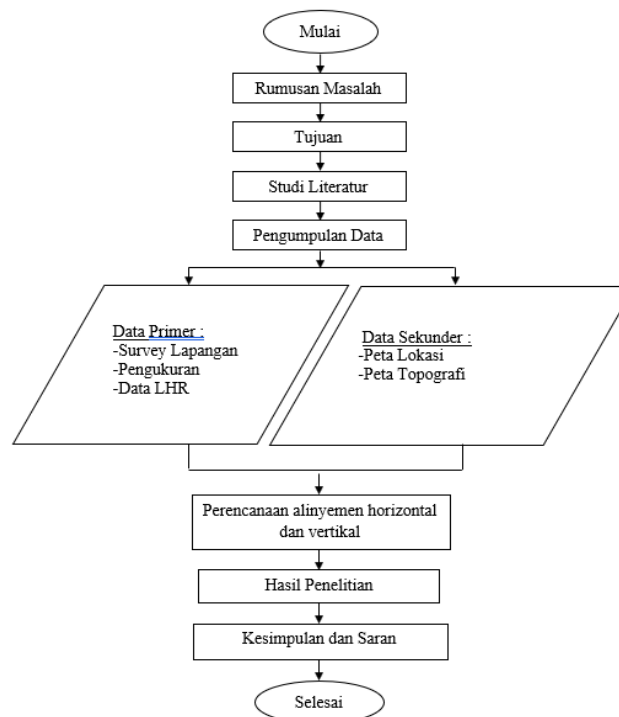 Mulai
Rumusan Masalah
Tujuan
Studi Literatur
Pengumpulan Data
Data Primer :
-Survey Lapangan
-Pengukuran
-Data LHR
Data Sekunder :
-Peta Lokasi
-Peta Topografi
Perencanaan alinyemen horizontal
dan vertikal
Hasil Penelitian
Kesimpulan dan Saran
Selesai